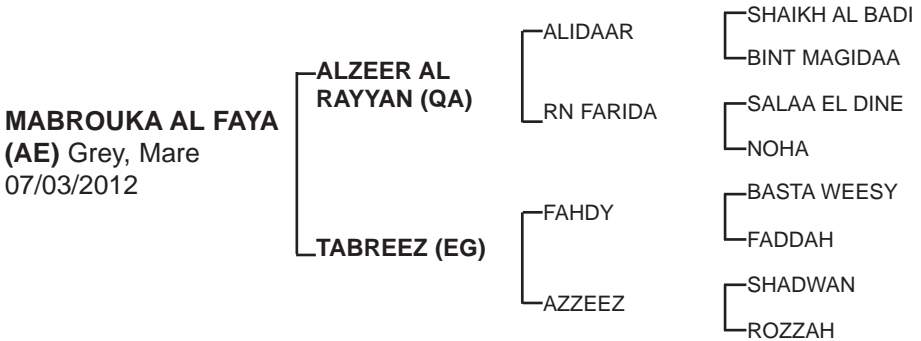 MABROUKA AL FAYA
(AE) Grey, Mare
07/03/2012
ALZEER AL
RAYYAN (QA)
TABREEZ (EG)
ALIDAAR
RN FARIDA
FAHDY
AZZEEZ
SHAIKH AL BADI
BINT MAGIDAA
SALAA EL DINE
NOHA
BASTA WEESY
FADDAH
SHADWAN
ROZZAH